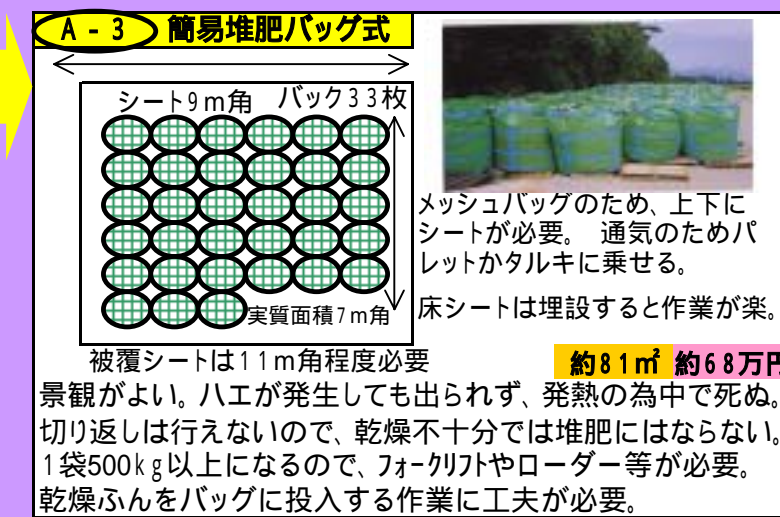 A-3 簡易堆肥バッグ式
シート9m角 バック33枚
実質面積7m角
被覆シートは11m角程度必要
メッシュバッグのため、上下に
シートが必要。 通気のためパ
レットかタルキに乗せる。
床シートは埋設すると作業が楽。
約81㎡ 約68万円
景観がよい。ハエが発生しても出られず、発熱の為中で死ぬ。
切り返しは行えないので、乾燥不十分では堆肥にはならない。
1袋500kg以上になるので、フォークリフトやローダー等が必要。
乾燥ふんをバッグに投入する作業に工夫が必要。